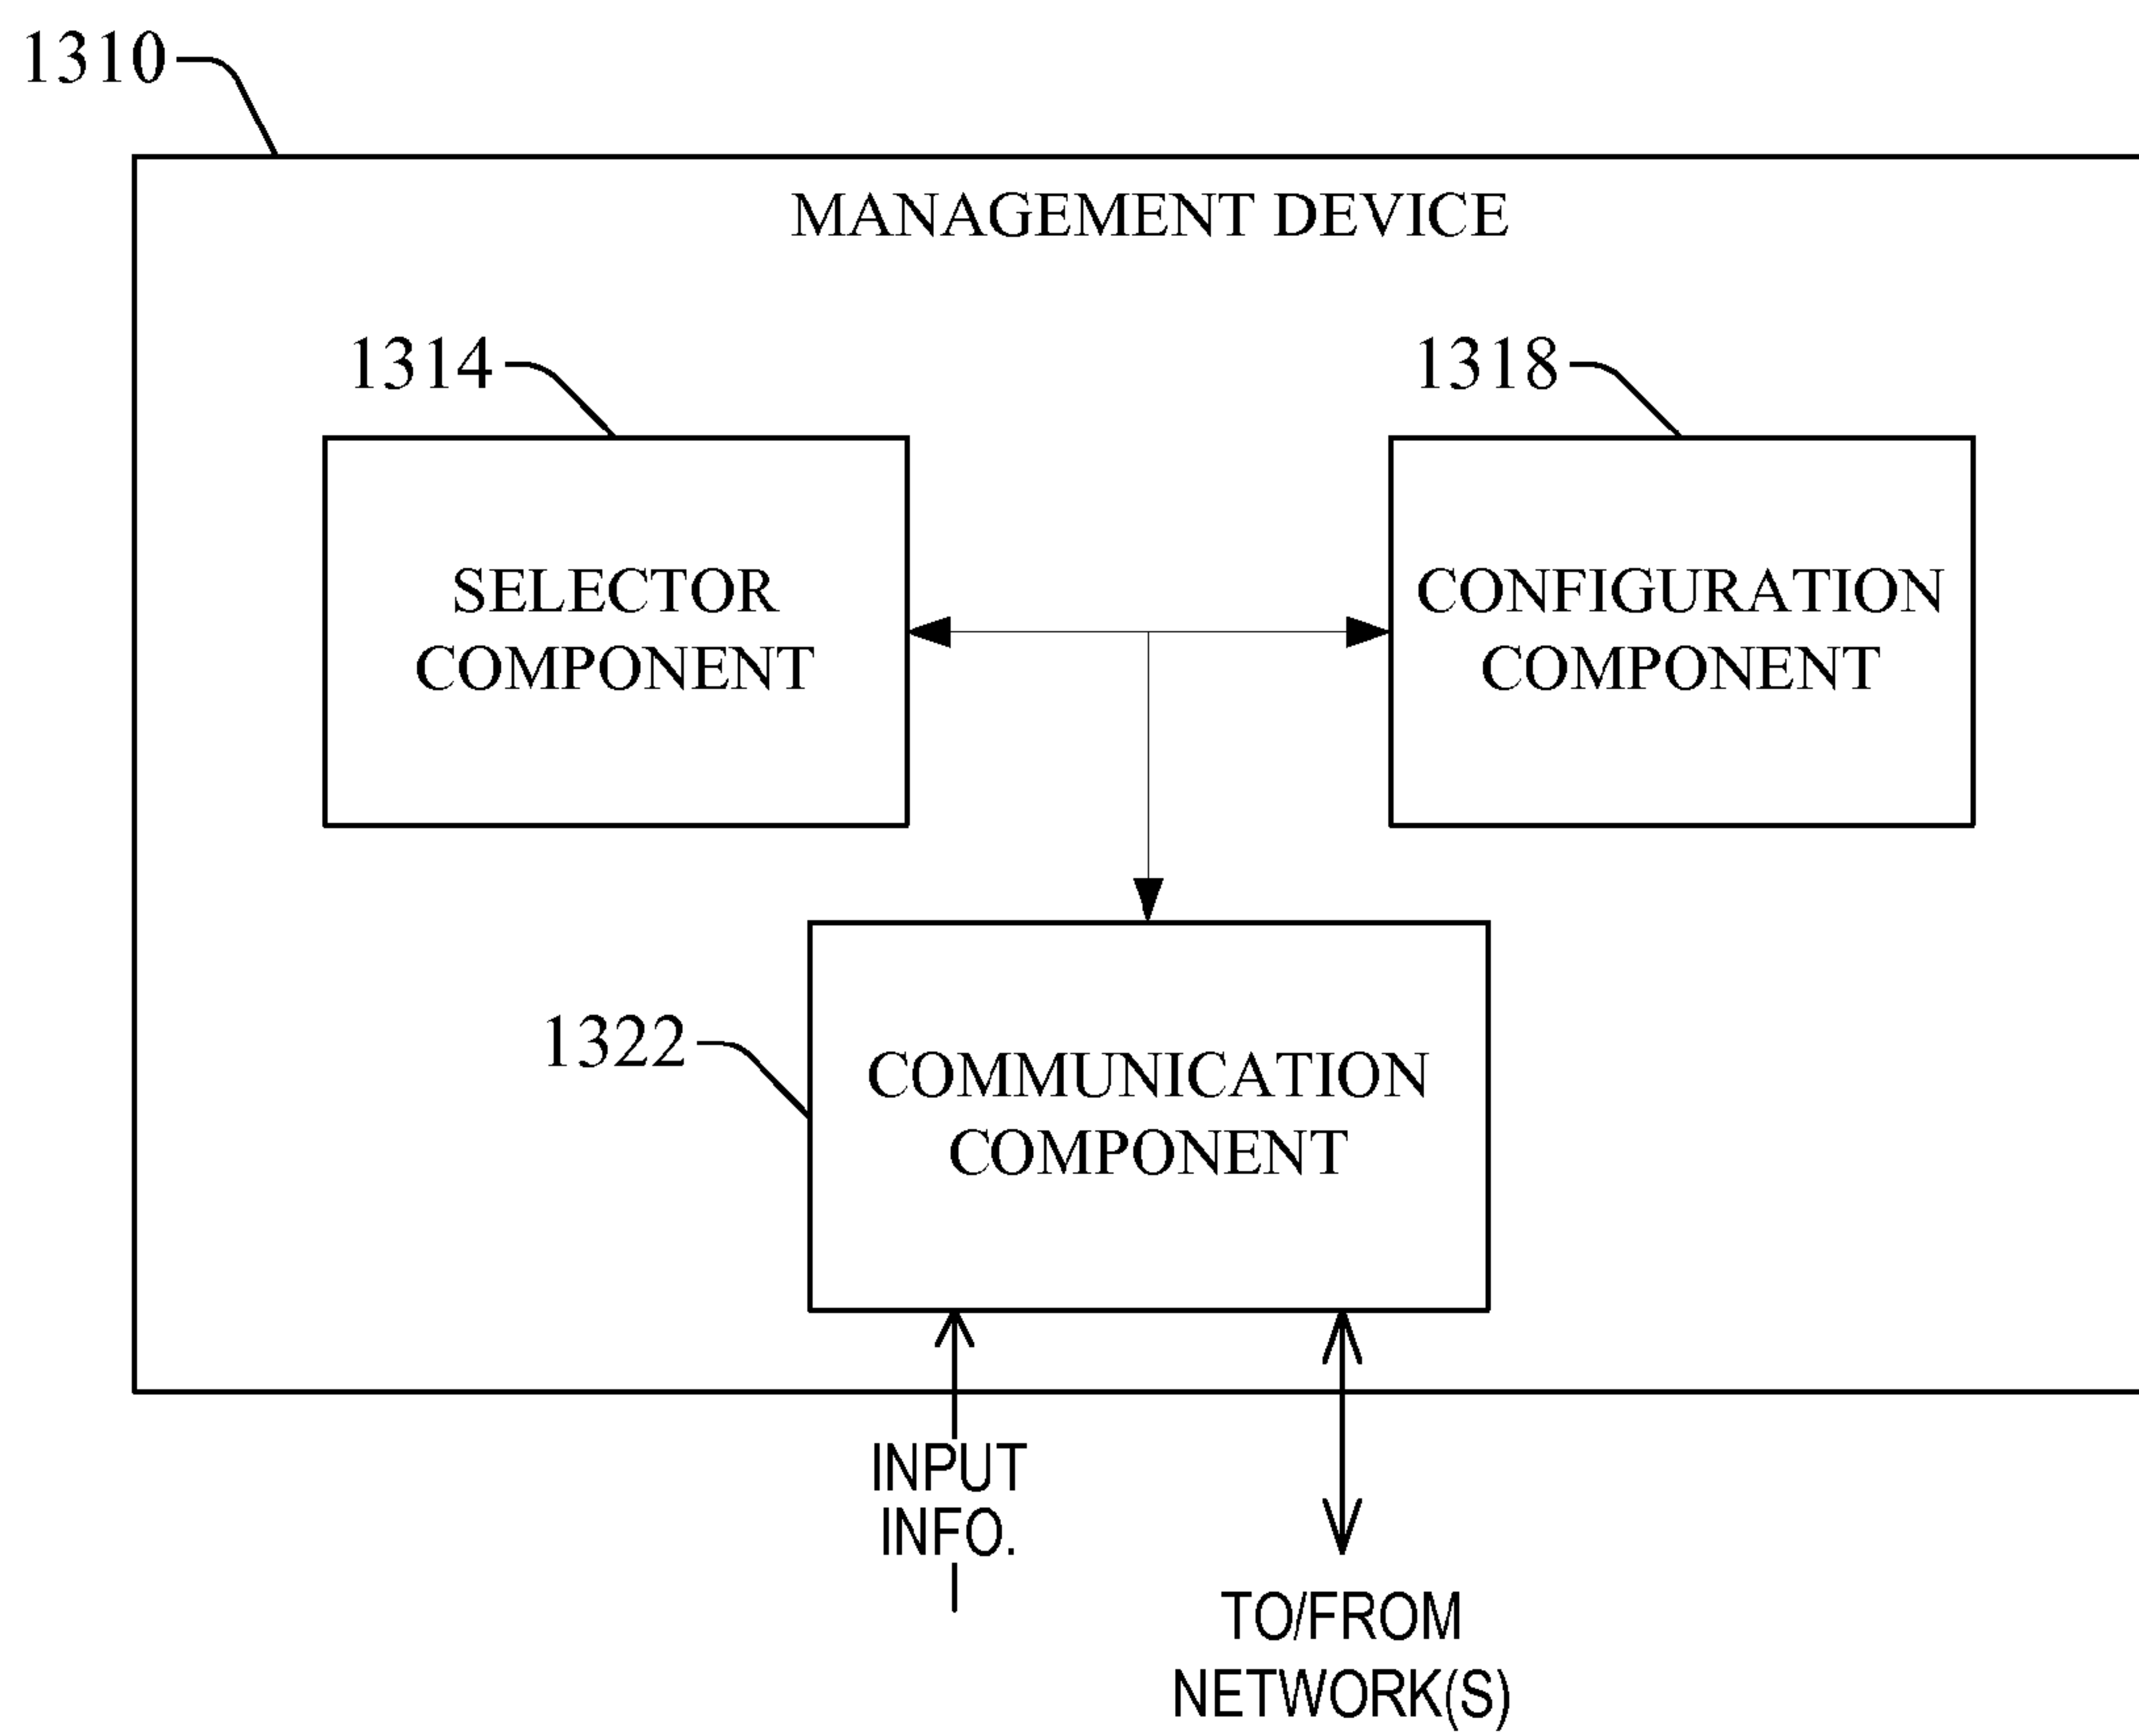 1310
MANAGEMENT DEVICE
1314
1318
SELECTOR
COMPONENT
CONFIGURATION
COMPONENT
1322
COMMUNICATION
COMPONENT
INPUT
INFO.
TO/FROM
NETWORK(S)